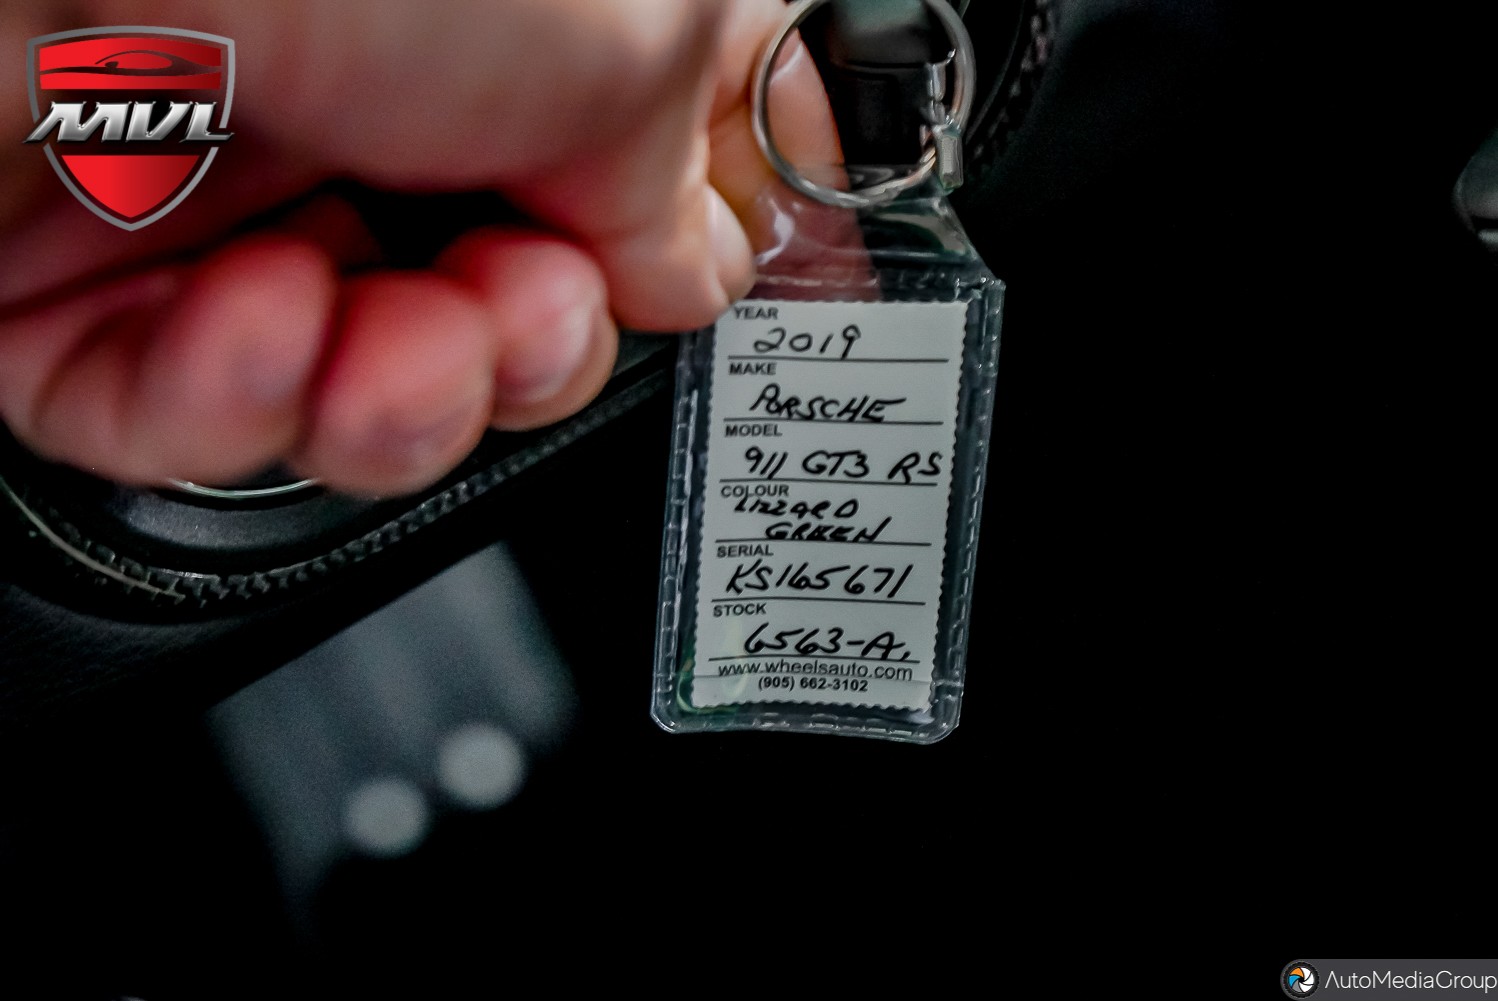 MVL
YEAR
2019
MAKE
PORSCHE
MODEL
911 GT3 RS
COLOUR
LIZZARD
GREEN
SERIAL
KS165671
STOCK
6563-A,
www.wheelsauto.com
(905) 662-3102
AutoMediaGroup